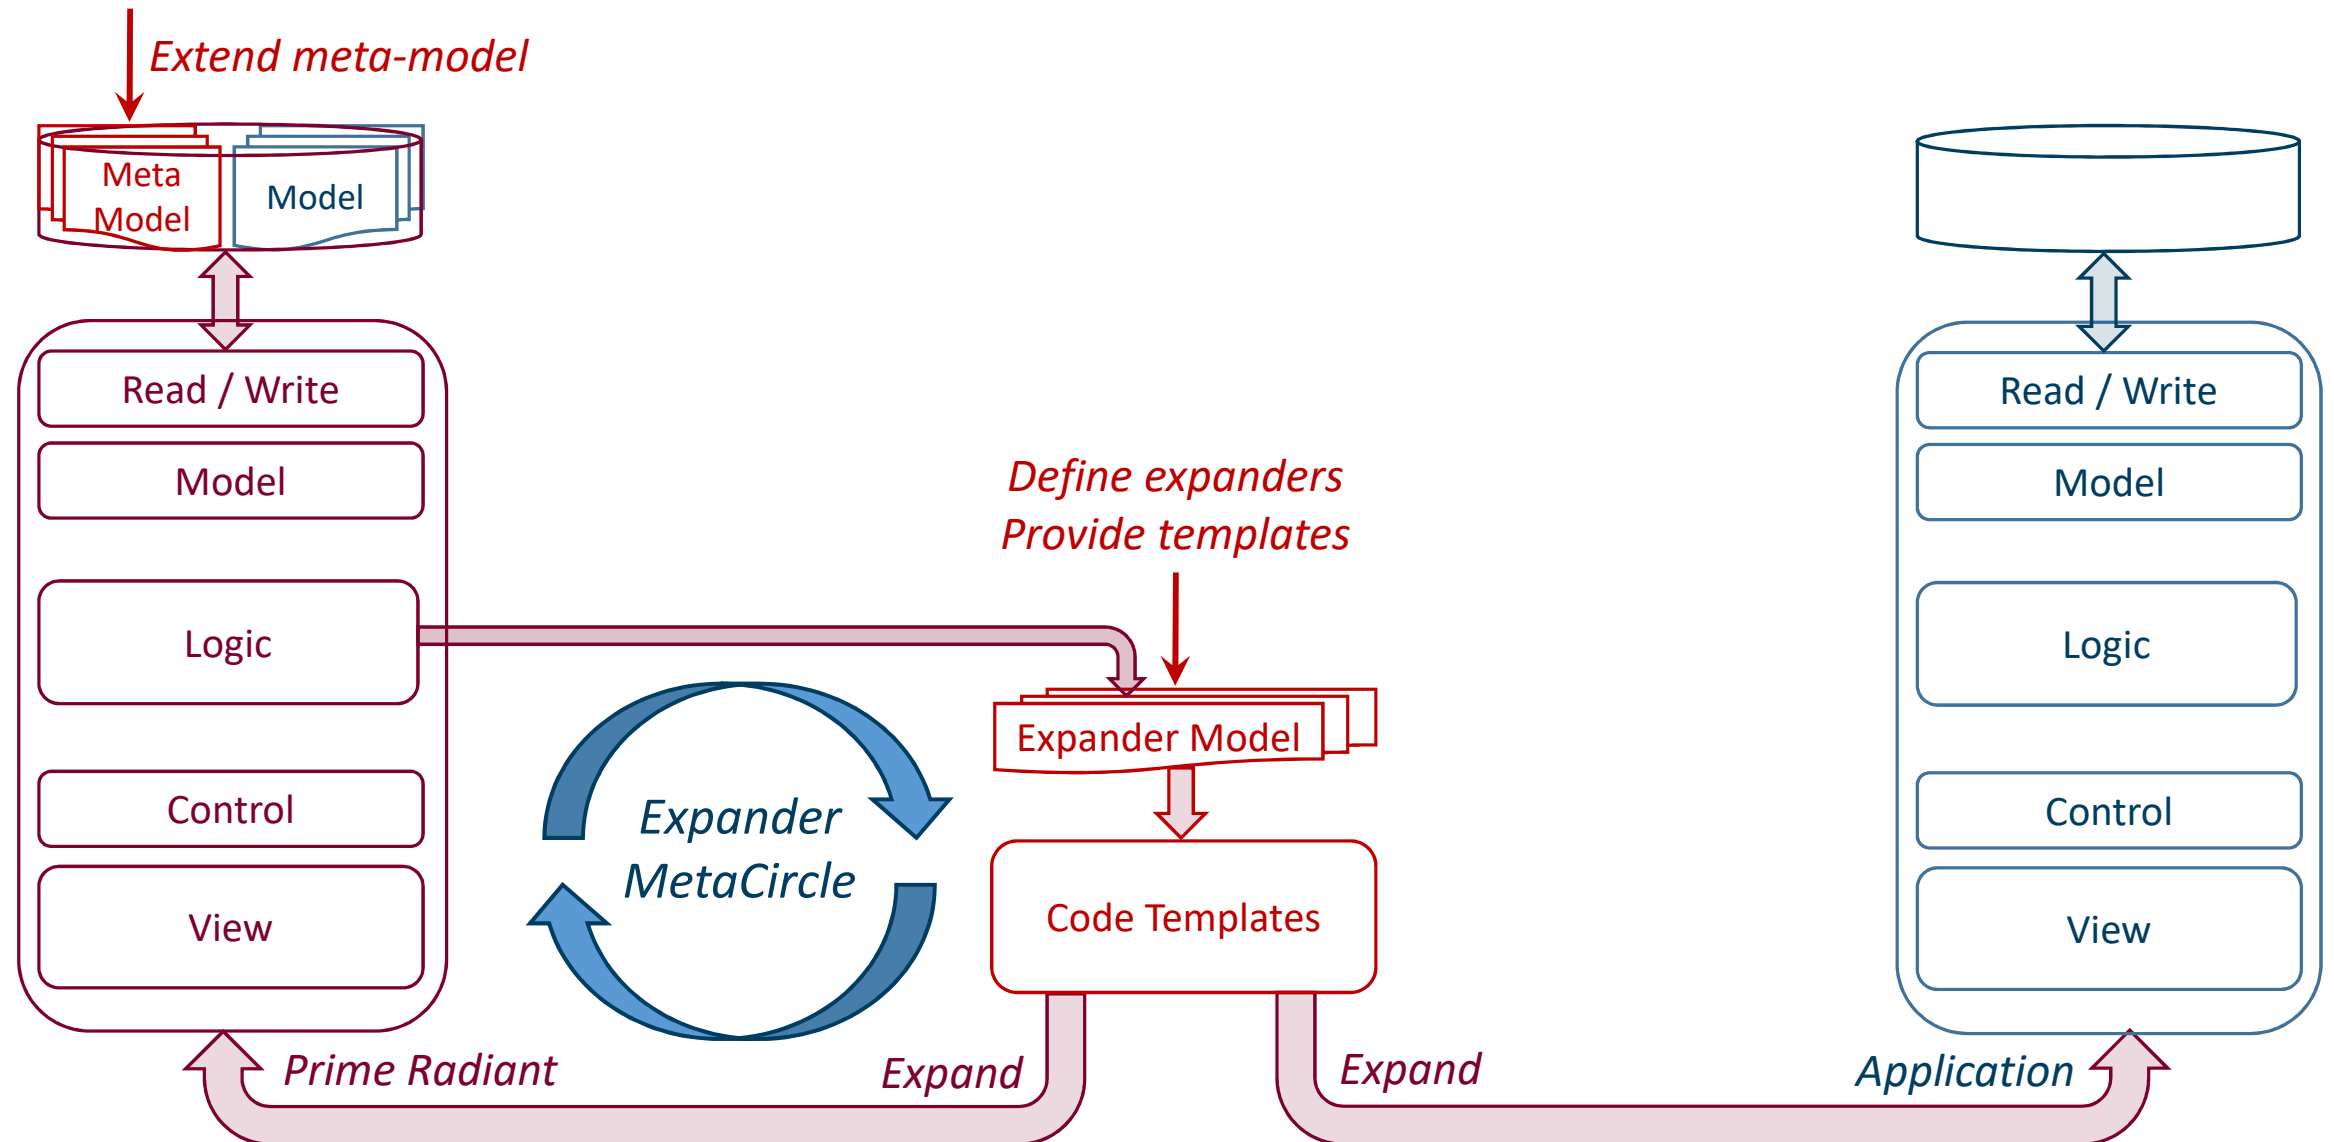 Extend meta-model
Meta
Model
Model
Read / Write
Model
Logic
Control
View
Prime Radiant
Expander
MetaCircle
Define expanders
Provide templates
Expander Model
Code Templates
Expand
Expand
Read / Write
Model
Logic
Control
View
Application